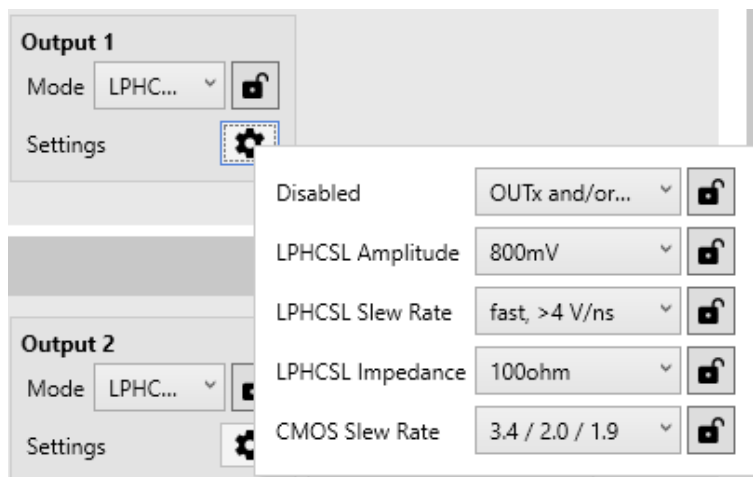 Output 1
Mode LPHC...
Settings
Disabled OUTx and/or...
LPHCSL Amplitude 800mV
LPHCSL Slew Rate fast, >4 V/ns
LPHCSL Impedance 100ohm
CMOS Slew Rate 3.4 / 2.0 / 1.9
Output 2
Mode LPHC...
Settings